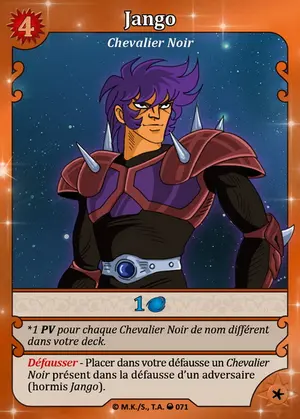 4
Jango
Chevalier Noir
1
*1 PV pour chaque Chevalier Noir de nom différent
dans votre deck.
Défausser - Placer dans votre défausse un Chevalier
Noir présent dans la défausse d'un adversaire
(hormis Jango).
*
© M.K./S., T.A. 071